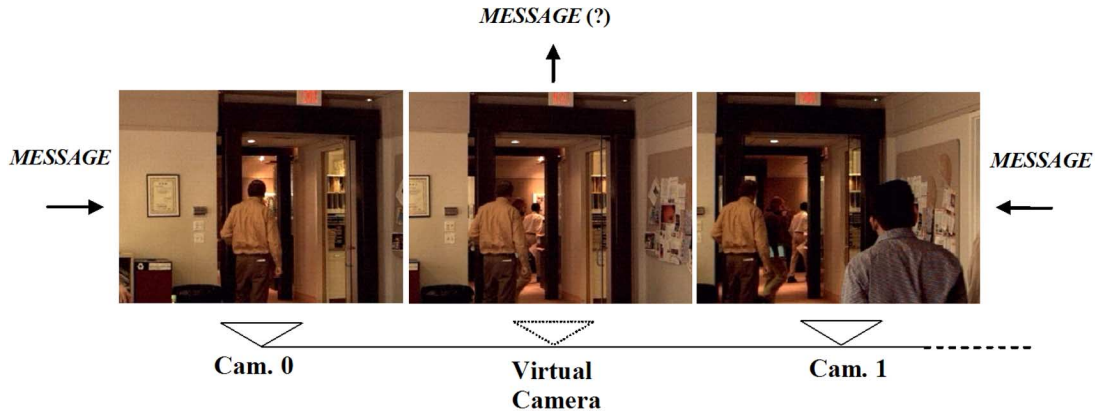 MESSAGE (?)
MESSAGE
MESSAGE
Cam. 0
Virtual
Camera
Cam. 1